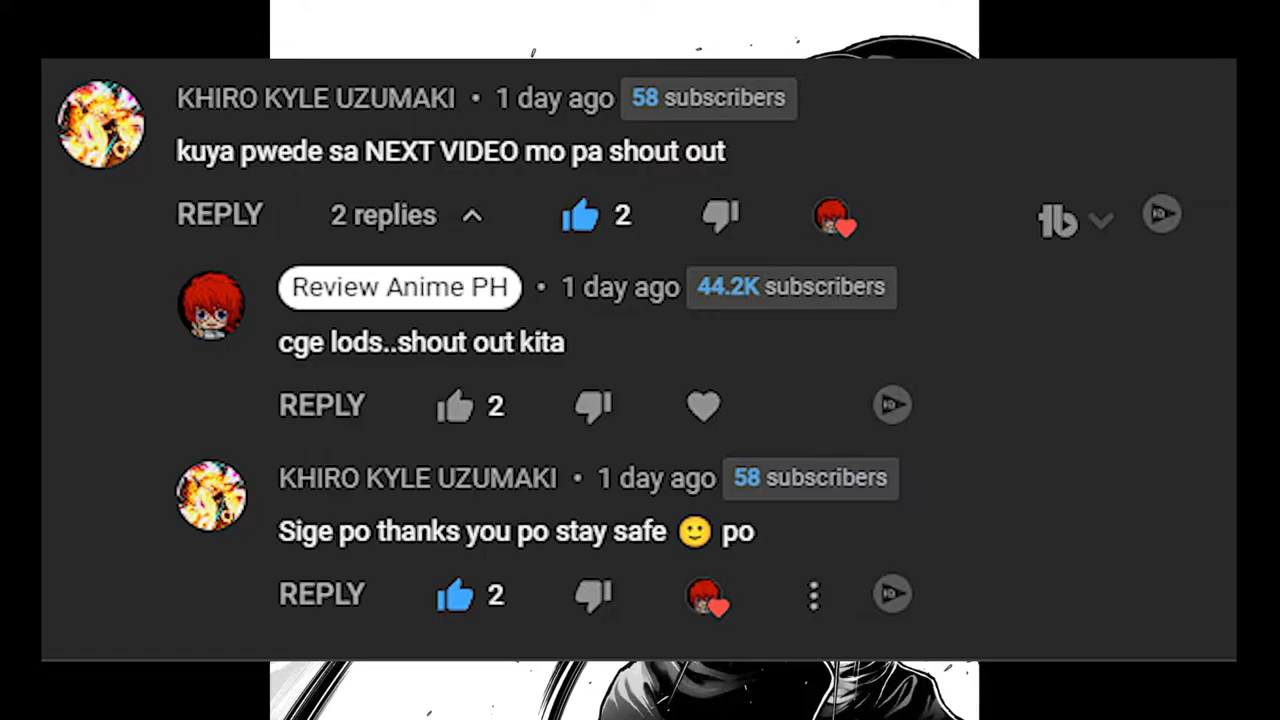 KHIRO KYLE UZUMAKI • 1 day ago 58 subscribers
kuya pwede sa NEXT VIDEO mo pa shout out
REPLY 2 replies 2
Review Anime PH • 1 day ago 44.2K subscribers
cge lods..shout out kita
REPLY 2
KHIRO KYLE UZUMAKI • 1 day ago 58 subscribers
Sige po thanks you po stay safe 🙂 po
REPLY 2